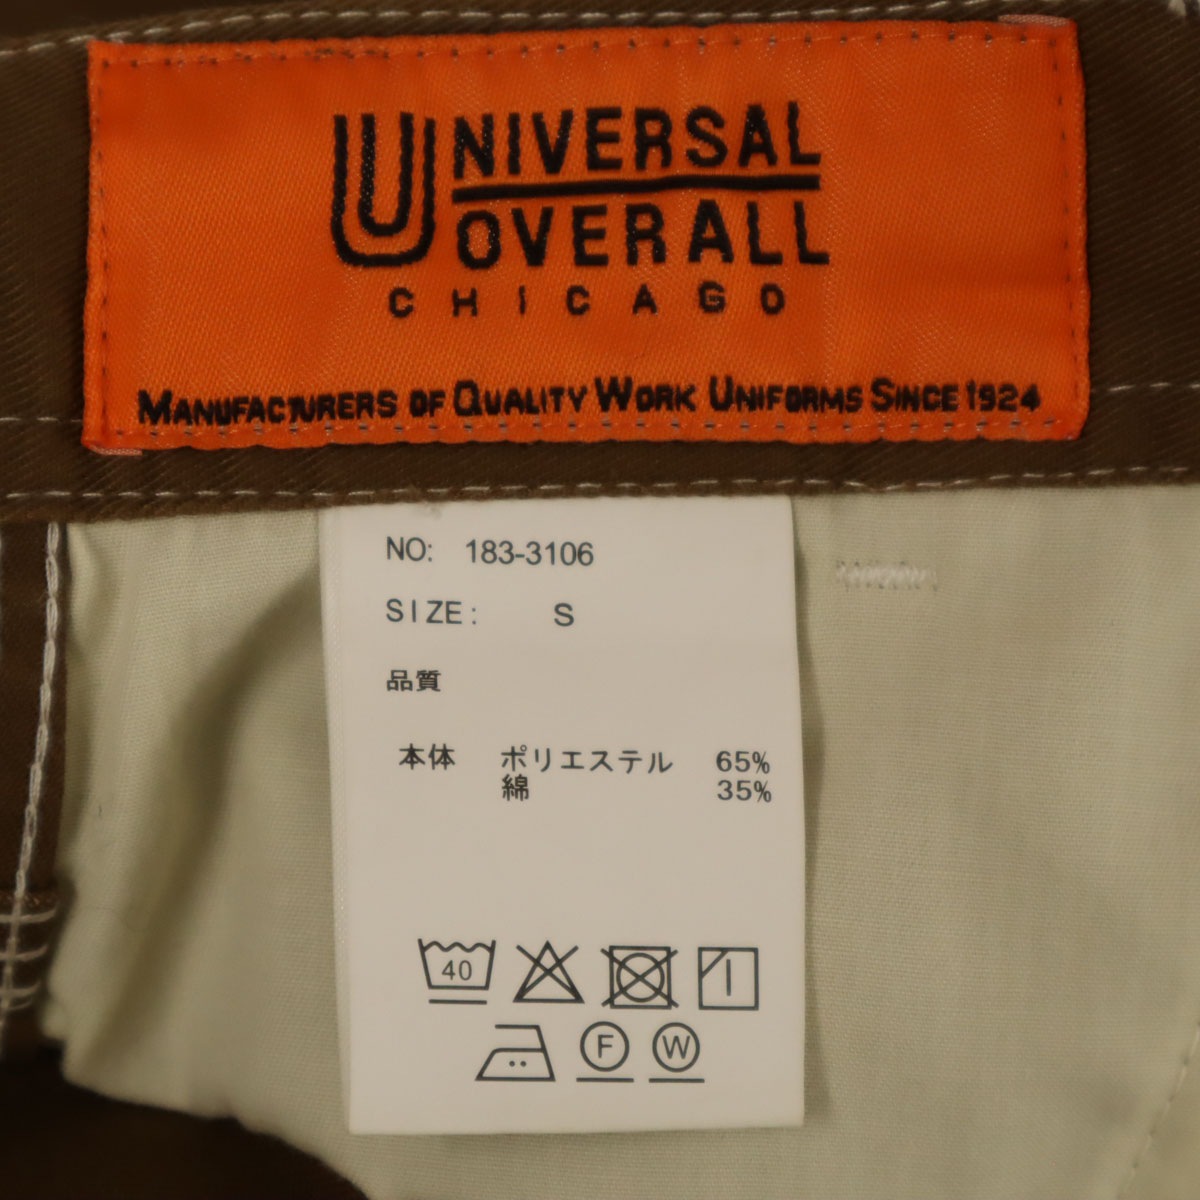 UNIVERSAL
OVERALL
CHICAGO
MANUFACTURERS OF QUALITY WORK UNIFORMS SINCE 1924
NO: 183-3106
SIZE: S
品質
本体 ポリエステル 65%
綿 35%
40
F W